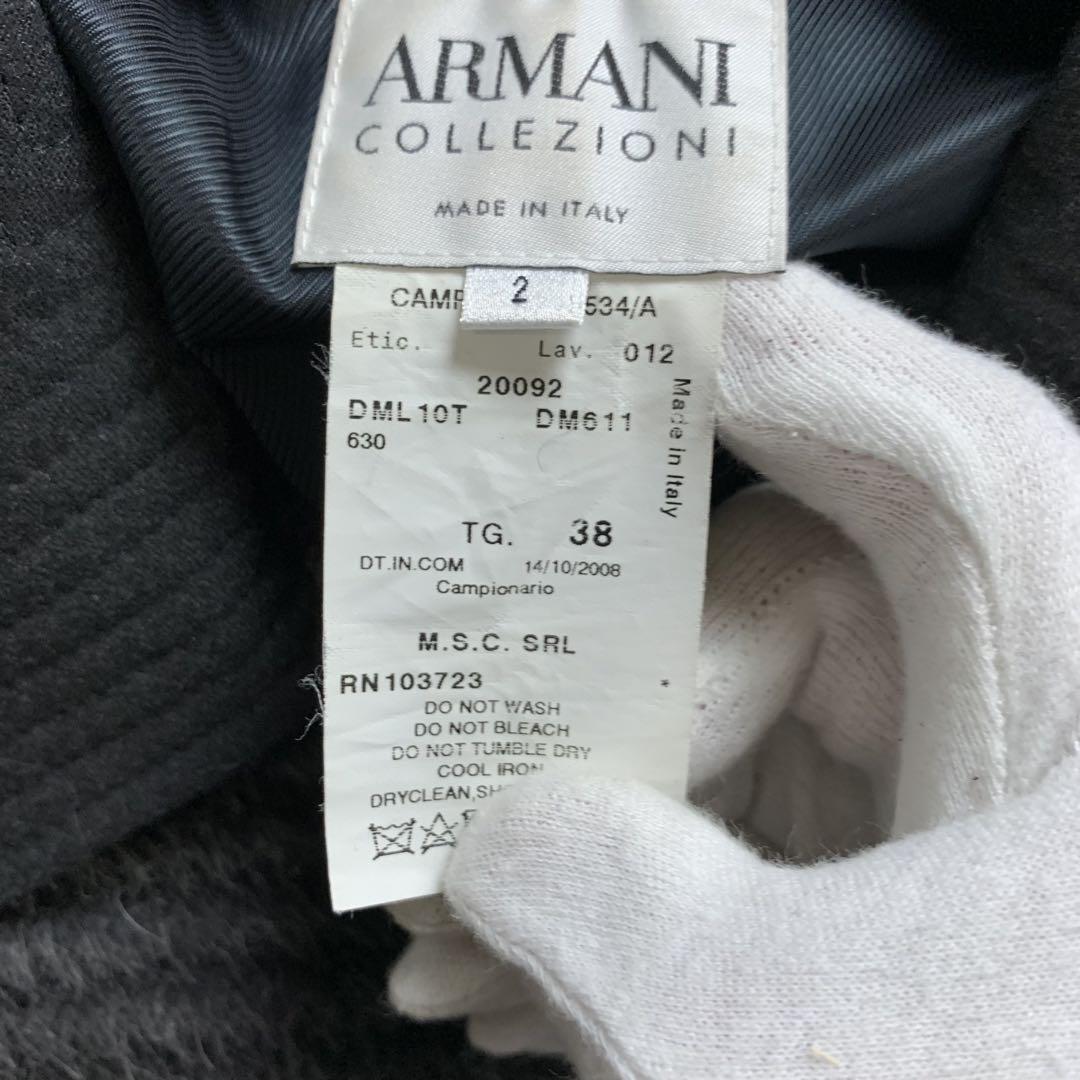 ARMANI
COLLEZIONI
MADE IN ITALY
2
534/A
Etic. Lav. 012
20092
DML10T DM611
630
Made in Italy
TG. 38
DT.IN.COM 14/10/2008
Campionario
M.S.C. SRL
RN103723 *
DO NOT WASH
DO NOT BLEACH
DO NOT TUMBLE DRY
COOL IRON
DRYCLEAN,